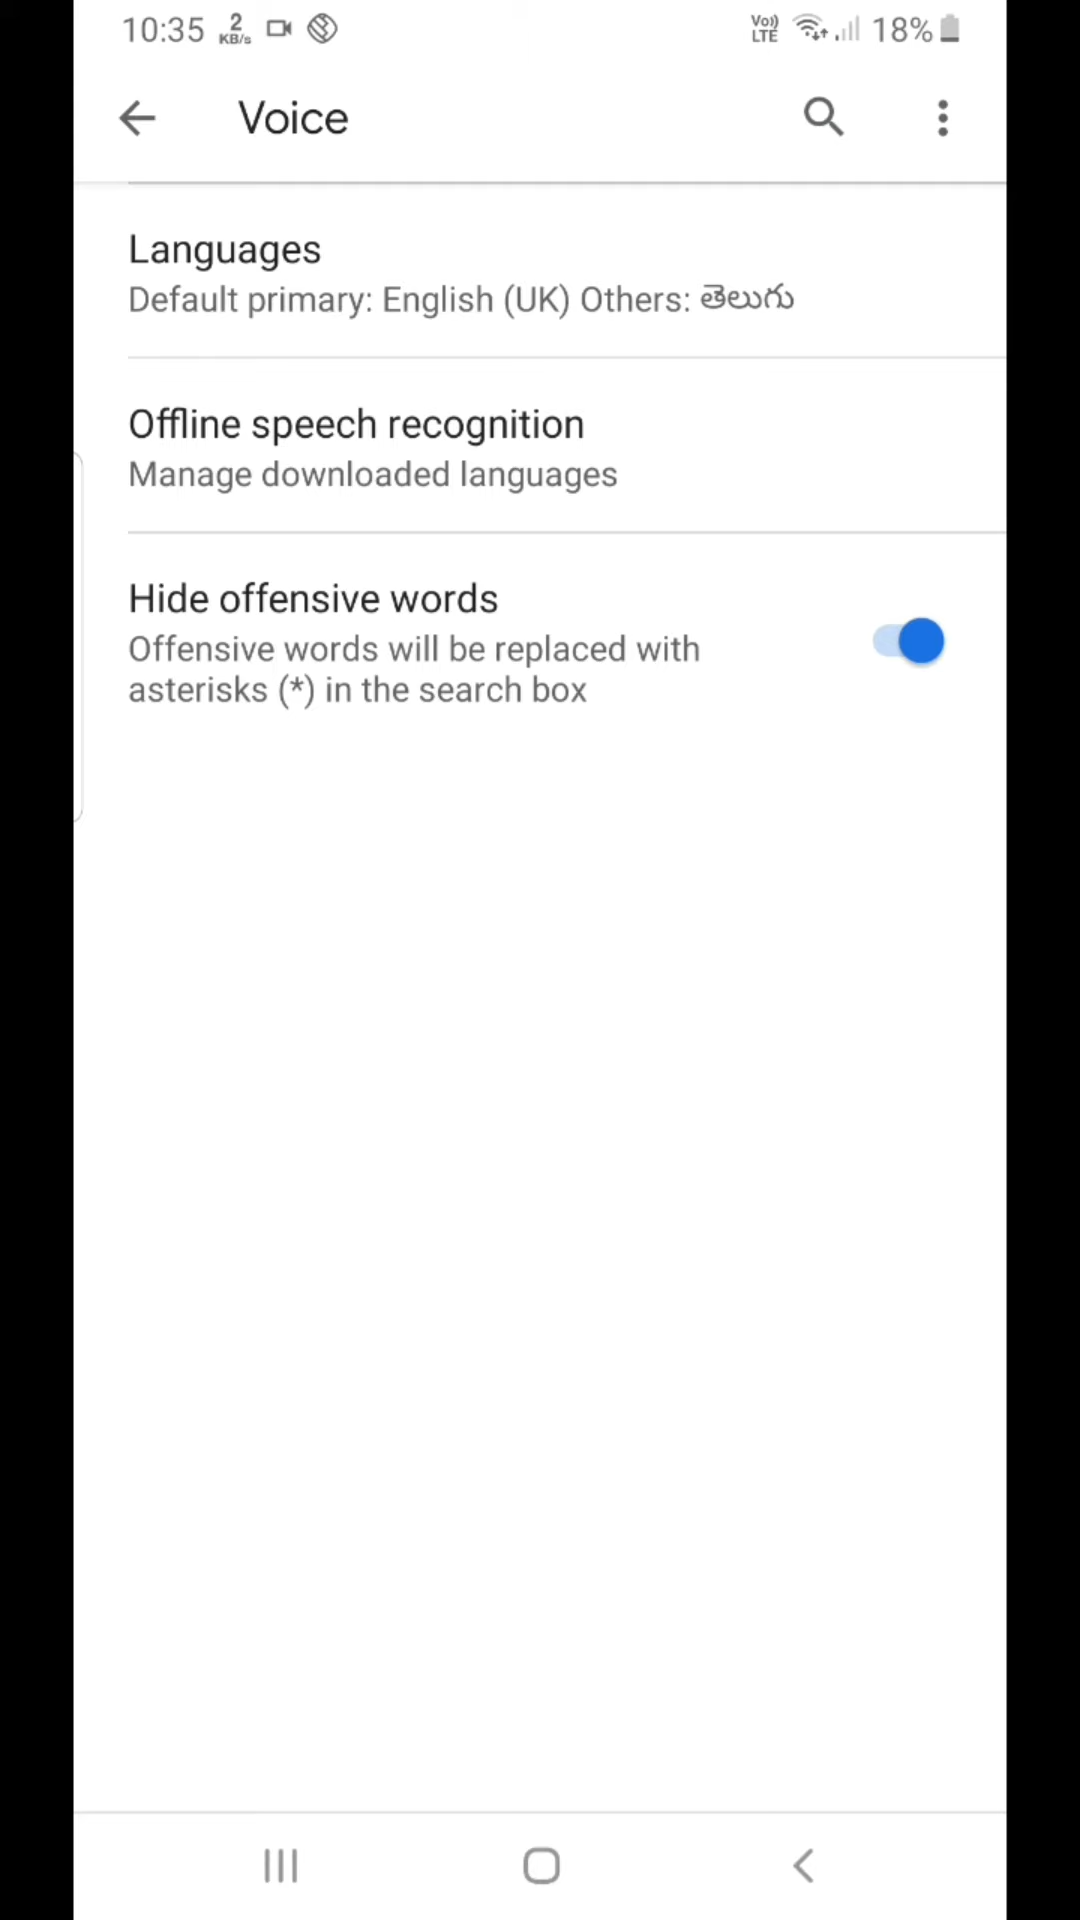 10:35 2 KB/s Vo)) LTE 18%
Voice
Languages
Default primary: English (UK) Others: తెలుగు
Offline speech recognition
Manage downloaded languages
Hide offensive words
Offensive words will be replaced with
asterisks (*) in the search box